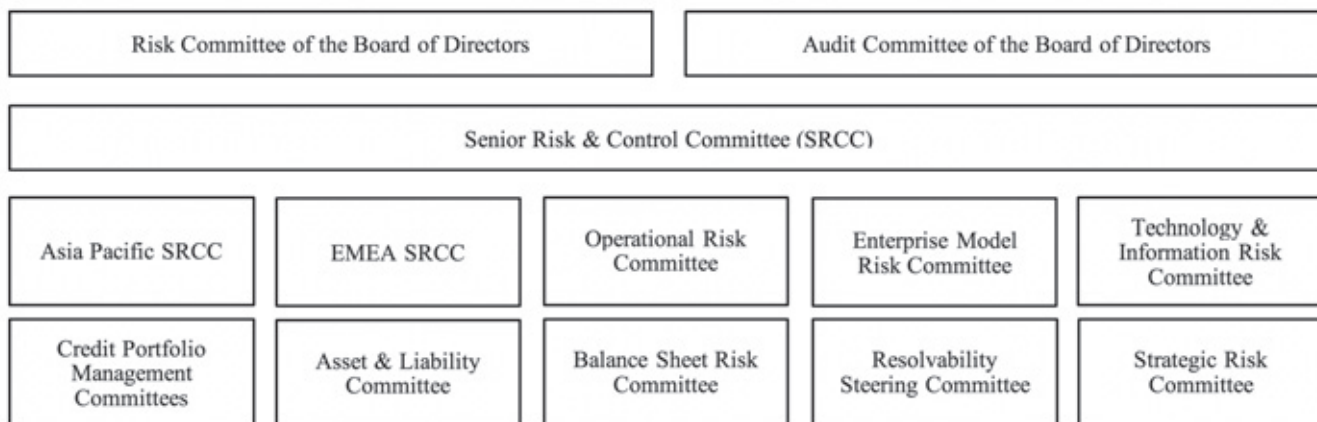 Risk Committee of the Board of Directors
Audit Committee of the Board of Directors
Senior Risk & Control Committee (SRCC)
Asia Pacific SRCC
EMEA SRCC
Operational Risk
Committee
Enterprise Model
Risk Committee
Technology &
Information Risk
Committee
Credit Portfolio
Management
Committees
Asset & Liability
Committee
Balance Sheet Risk
Committee
Resolvability
Steering Committee
Strategic Risk
Committee